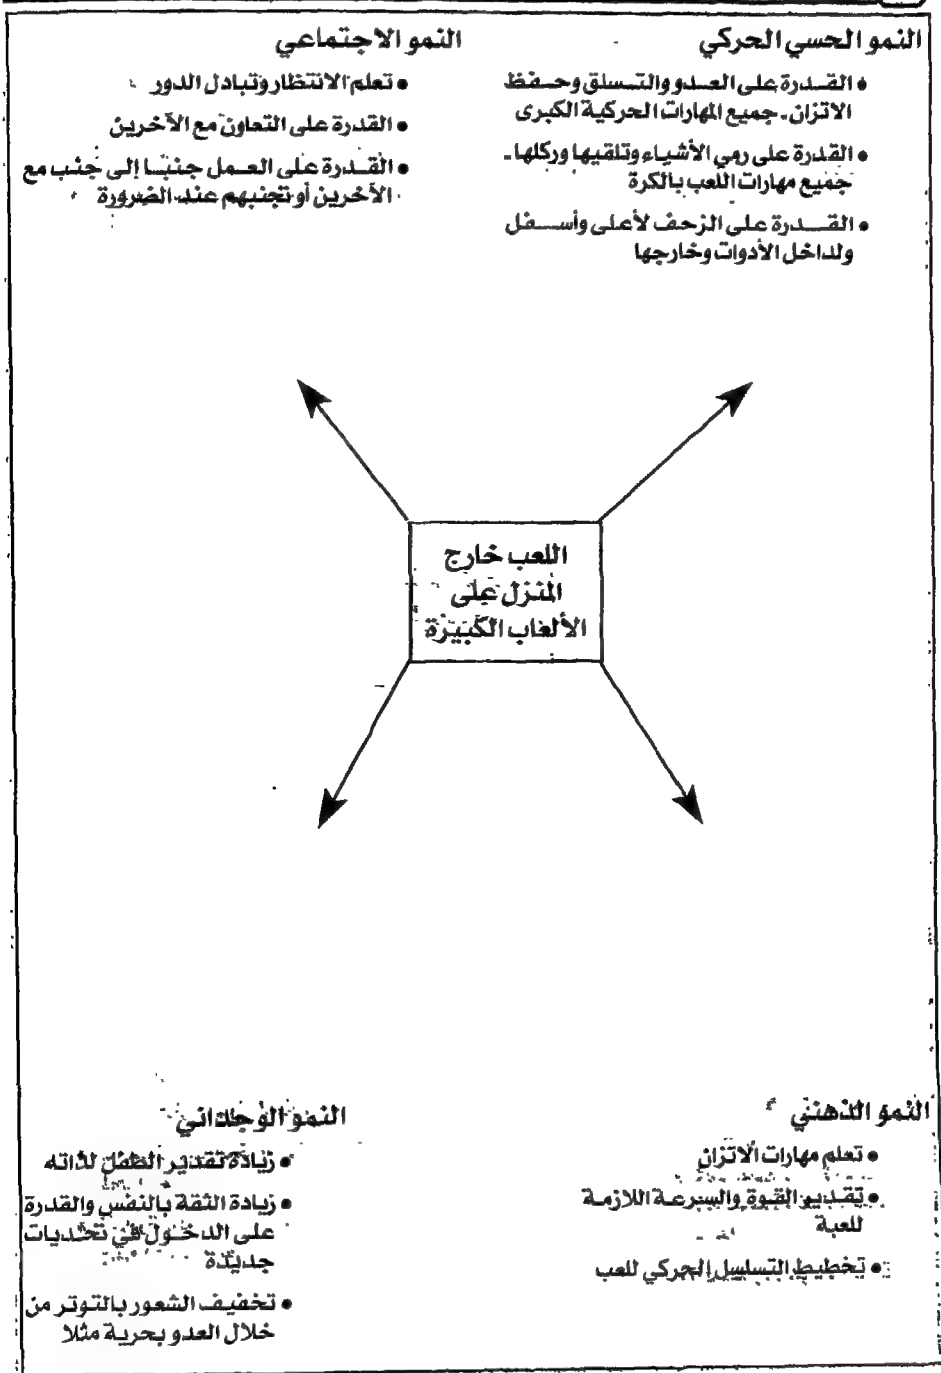 النمو الحسي الحركي
• القدرة على العدو والتسلق وحفظ
الاتزان. جميع المهارات الحركية الكبرى
• القدرة على رمي الأشياء وتلقيها وركلها.
جميع مهارات اللعب بالكرة
• القدرة على الزحف لأعلى وأسفل
ولداخل الأدوات وخارجها
النمو الاجتماعي
• تعلم الانتظار وتبادل الدور
• القدرة على التعاون مع الآخرين
• القدرة على العمل جنبًا إلى جنب مع
الآخرين أو تجنبهم عند الضرورة
اللعب خارج
المنزل على
الألعاب الكبيرة
النمو الذهني
• تعلم مهارات الاتزان
• تقدير القوة والسرعة اللازمة
للعبة
• تخطيط التسلسل الحركي للعب
النمو الوجداني
• زيادة تقدير الطفل لذاته
• زيادة الثقة بالنفس والقدرة
على الدخول في تحديات
جديدة
• تخفيف الشعور بالتوتر من
خلال العدو بحرية مثلا